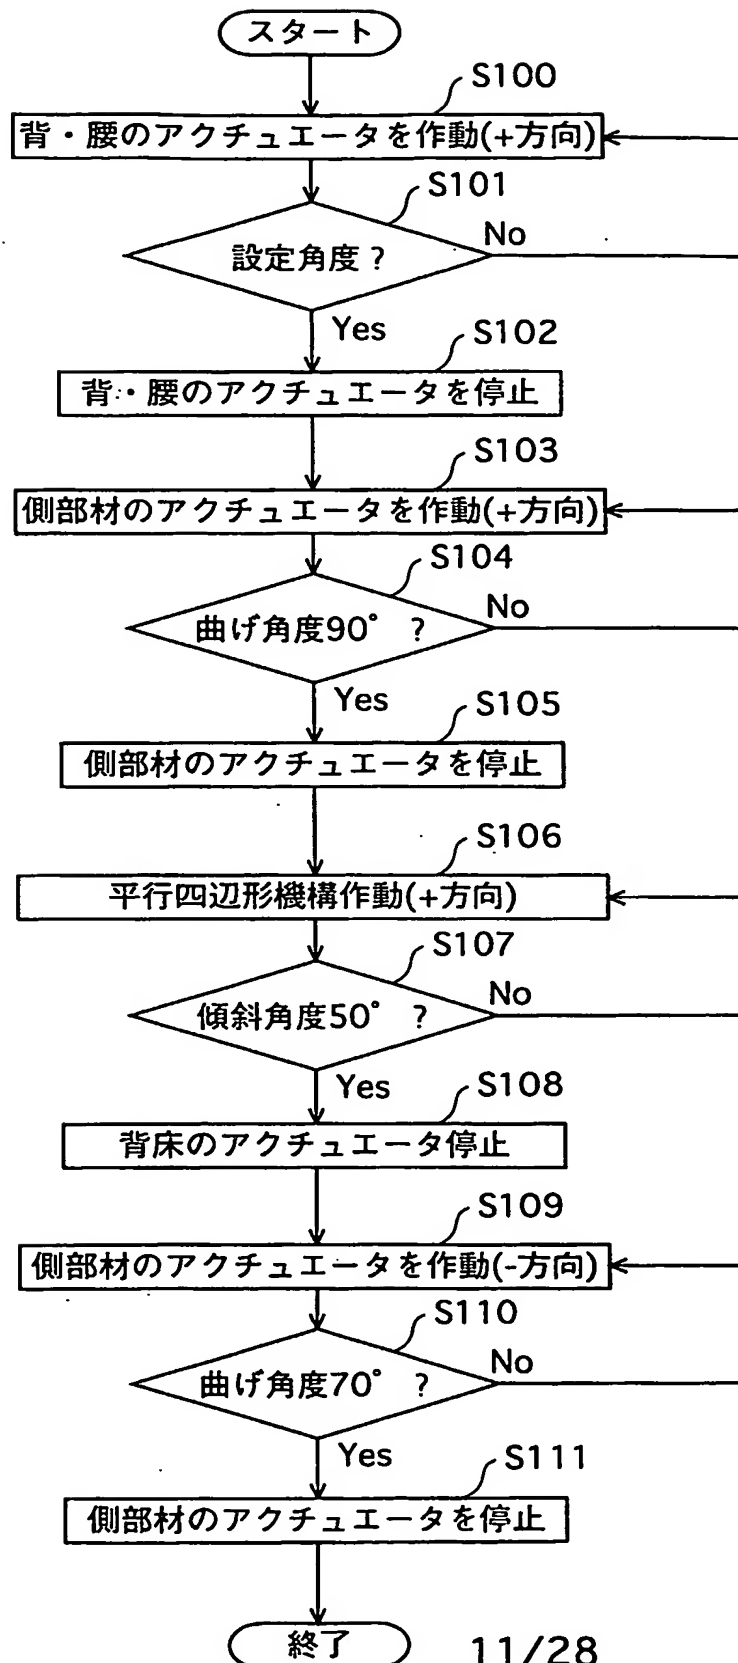 スタート
S100
背・腰のアクチュエータを作動(+方向)
S101
設定角度?
No
Yes
S102
背・腰のアクチュエータを停止
S103
側部材のアクチュエータを作動(+方向)
S104
曲げ角度90° ?
No
Yes
S105
側部材のアクチュエータを停止
S106
平行四辺形機構作動(+方向)
S107
傾斜角度50° ?
No
Yes
S108
背床のアクチュエータ停止
S109
側部材のアクチュエータを作動(-方向)
S110
曲げ角度70° ?
No
Yes
S111
側部材のアクチュエータを停止
終了
11/28